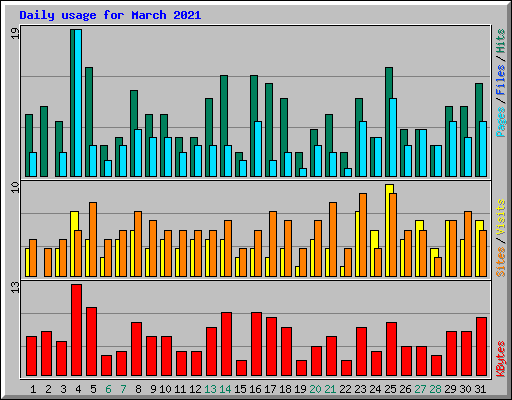 Daily usage for March 2021
19
Pages / Files / Hits
10
Sites / Visits
13
KBytes
1 2 3 4 5 6 7 8 9 10 11 12 13 14 15 16 17 18 19 20 21 22 23 24 25 26 27 28 29 30 31